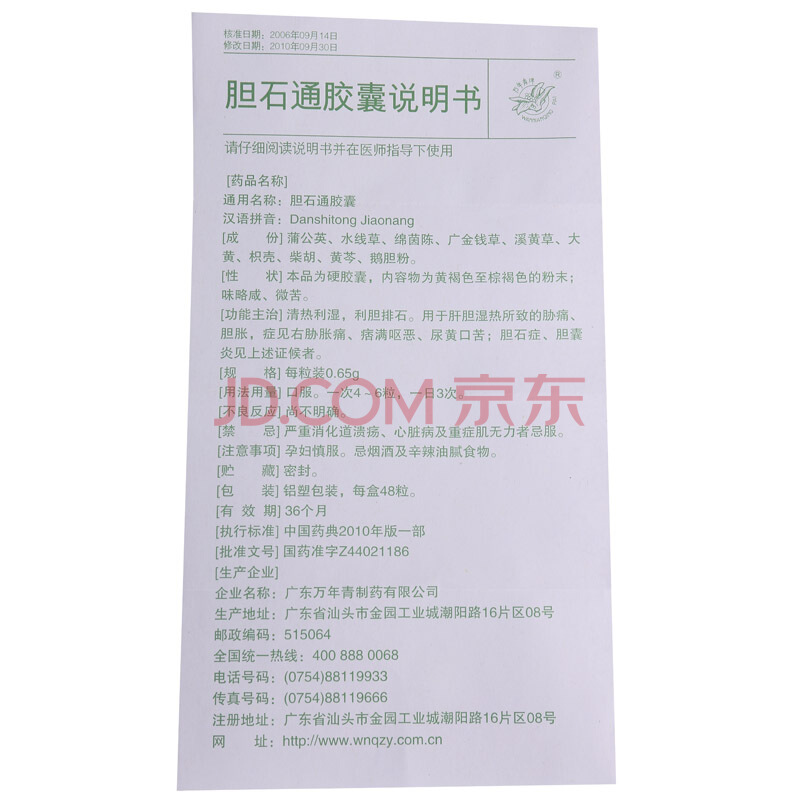 核准日期：2006年09月14日
修改日期：2010年09月30日
胆石通胶囊说明书
®
请仔细阅读说明书并在医师指导下使用
[药品名称]
通用名称：胆石通胶囊
汉语拼音：Danshitong Jiaonang
[成 份] 蒲公英、水线草、绵茵陈、广金钱草、溪黄草、大
黄、枳壳、柴胡、黄芩、鹅胆粉。
[性 状] 本品为硬胶囊，内容物为黄褐色至棕褐色的粉末；
味略咸、微苦。
[功能主治] 清热利湿，利胆排石。用于肝胆湿热所致的胁痛、
胆胀，症见右胁胀痛、痞满呕恶、尿黄口苦；胆石症、胆囊
炎见上述证候者。
[规 格] 每粒装0.65g
JD.COM 京东
[用法用量] 口服。一次4～6粒，一日3次。
[不良反应] 尚不明确。
[禁 忌] 严重消化道溃疡、心脏病及重症肌无力者忌服。
[注意事项] 孕妇慎服。忌烟酒及辛辣油腻食物。
[贮 藏] 密封。
[包 装] 铝塑包装，每盒48粒。
[有 效 期] 36个月
[执行标准] 中国药典2010年版一部
[批准文号] 国药准字Z44021186
[生产企业]
企业名称：广东万年青制药有限公司
生产地址：广东省汕头市金园工业城潮阳路16片区08号
邮政编码：515064
全国统一热线：400 888 0068
电话号码：(0754)88119933
传真号码：(0754)88119666
注册地址：广东省汕头市金园工业城潮阳路16片区08号
网 址：http://www.wnqzy.com.cn